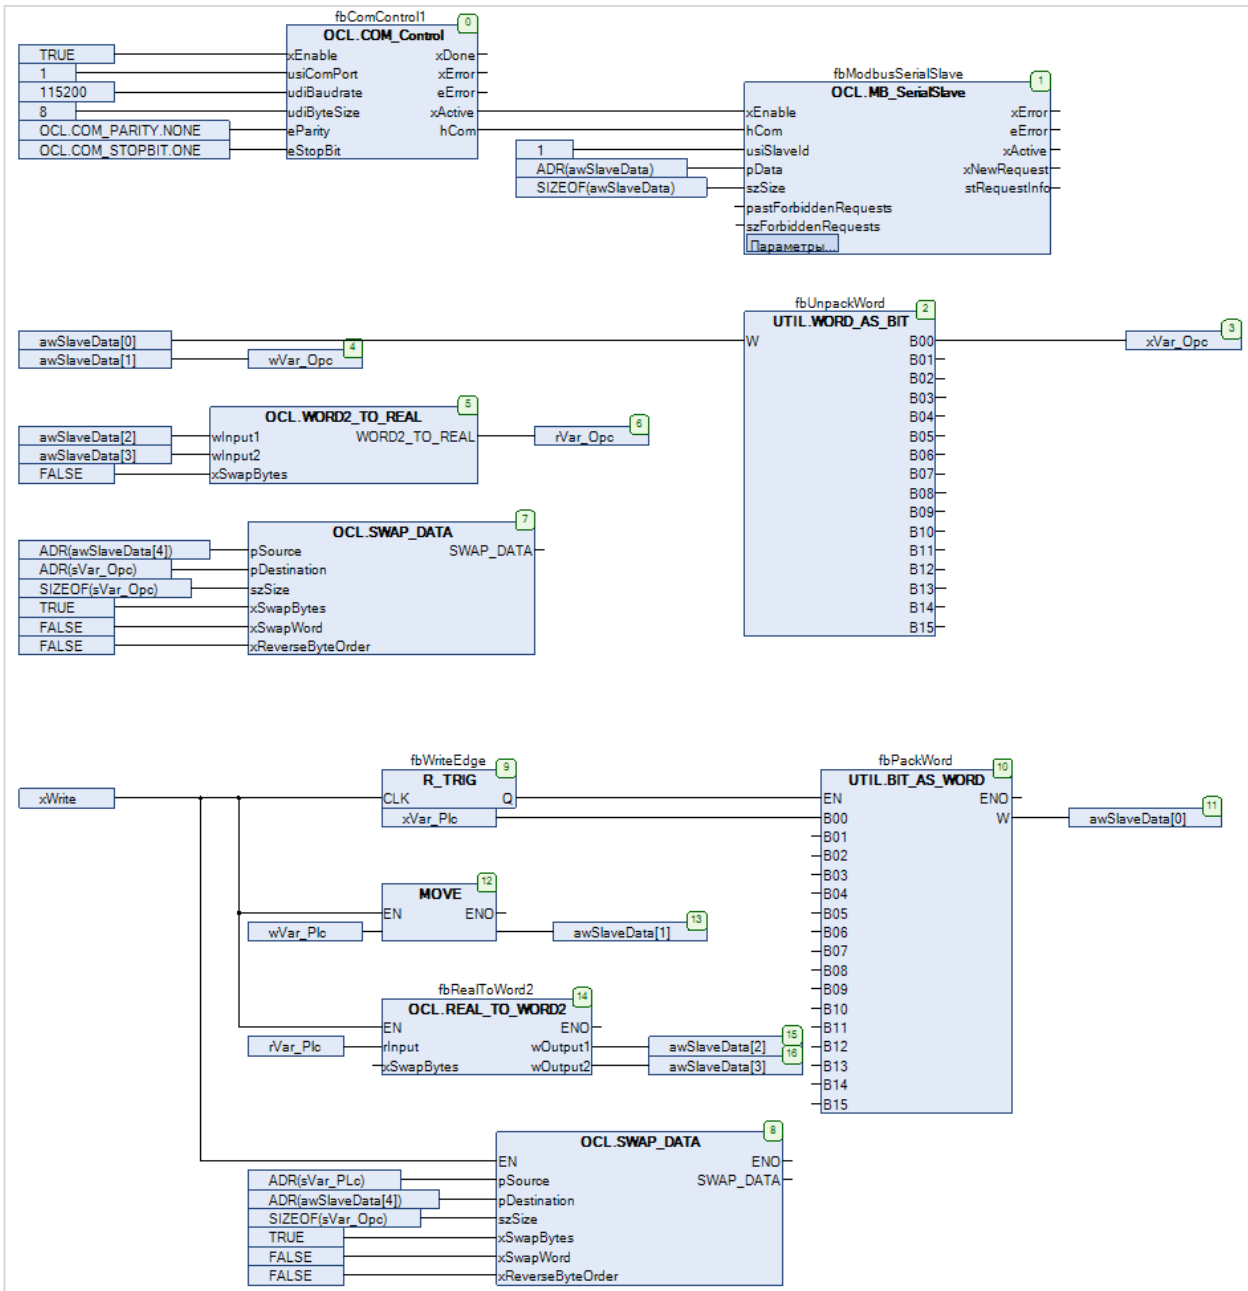 fbComControl1
0
OCL.COM_Control
TRUE xEnable xDone
1 usiComPort xError
115200 udiBaudrate eError
8 udiByteSize xActive
OCL.COM_PARITY.NONE eParity hCom
OCL.COM_STOPBIT.ONE eStopBit
fbModbusSerialSlave
1
OCL.MB_SerialSlave
xEnable xError
hCom eError
1 usiSlaveId xActive
ADR(awSlaveData) pData xNewRequest
SIZEOF(awSlaveData) szSize stRequestInfo
pastForbiddenRequests
szForbiddenRequests
Параметры...
fbUnpackWord
2
UTIL.WORD_AS_BIT
3
awSlaveData[0] W B00 xVar_Opc
4
awSlaveData[1] wVar_Opc
B01
B02
B03
B04
B05
B06
B07
B08
B09
B10
B11
B12
B13
B14
B15
5
OCL.WORD2_TO_REAL
6
awSlaveData[2] wInput1 WORD2_TO_REAL rVar_Opc
awSlaveData[3] wInput2
FALSE xSwapBytes
7
OCL.SWAP_DATA
ADR(awSlaveData[4]) pSource SWAP_DATA
ADR(sVar_Opc) pDestination
SIZEOF(sVar_Opc) szSize
TRUE xSwapBytes
FALSE xSwapWord
FALSE xReverseByteOrder
fbWriteEdge
9
R_TRIG
xWrite CLK Q
xVar_Plc
fbPackWord
10
UTIL.BIT_AS_WORD
EN ENO
11
B00 W awSlaveData[0]
B01
B02
B03
B04
B05
B06
B07
B08
B09
B10
B11
B12
B13
B14
B15
12
MOVE
EN ENO
13
wVar_Plc awSlaveData[1]
fbRealToWord2
14
OCL.REAL_TO_WORD2
EN ENO
15
rVar_Plc rInput wOutput1 awSlaveData[2]
16
xSwapBytes wOutput2 awSlaveData[3]
8
OCL.SWAP_DATA
EN ENO
ADR(sVar_PLc) pSource SWAP_DATA
ADR(awSlaveData[4]) pDestination
SIZEOF(sVar_Opc) szSize
TRUE xSwapBytes
FALSE xSwapWord
FALSE xReverseByteOrder